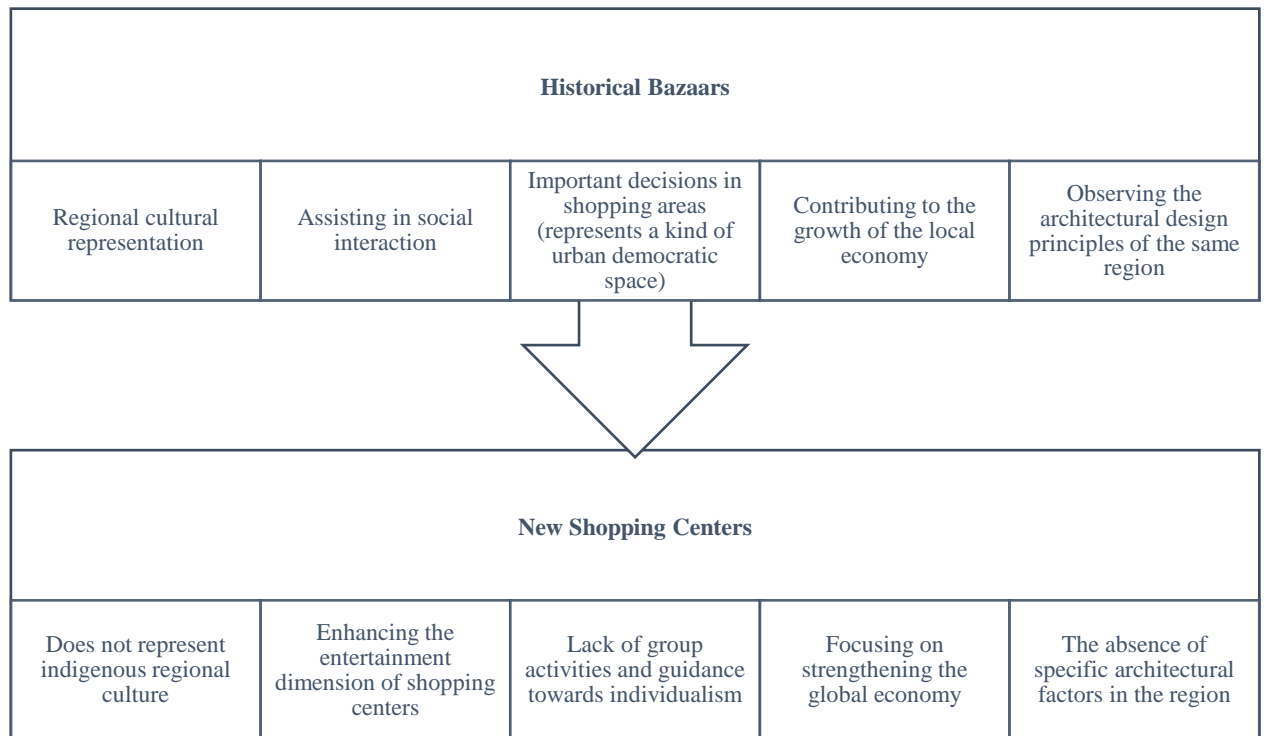 Historical Bazaars
Regional cultural
representation
Assisting in social
interaction
Important decisions in
shopping areas
(represents a kind of
urban democratic
space)
Contributing to the
growth of the local
economy
Observing the
architectural design
principles of the same
region
New Shopping Centers
Does not represent
indigenous regional
culture
Enhancing the
entertainment
dimension of shopping
centers
Lack of group
activities and guidance
towards individualism
Focusing on
strengthening the
global economy
The absence of
specific architectural
factors in the region